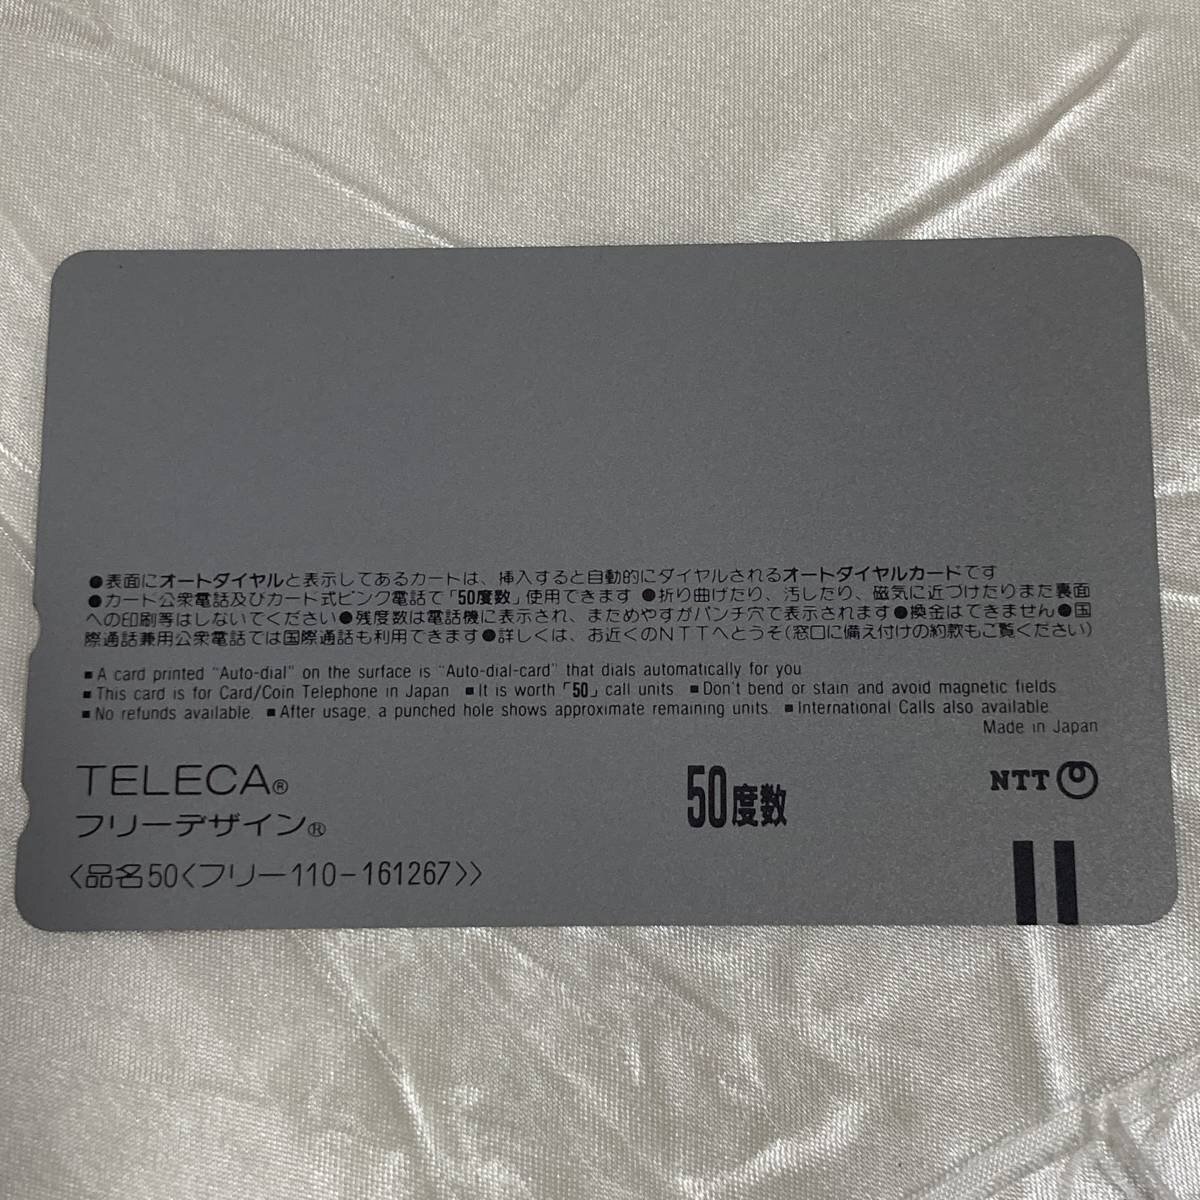 ●表面にオートダイヤルと表示してあるカートは、挿入すると自動的にダイヤルされるオートダイヤルカードです
●カード公衆電話及びカード式ピンク電話で「50度数」使用できます ●折り曲げたり、汚したり、磁気に近づけたりまた裏面
への印刷等はしないてください●残度数は電話機に表示され、まためやすがパンチ穴で表示されます●換金はてきません●国
際通話兼用公衆電話では国際通話も利用できます●詳しくは、お近くのNTTへとうそ(窓口に備え付けの約款もご覧ください)
■A card printed "Auto-dial" on the surface is "Auto-dial-card" that dials automatically for you
■This card is for Card/Coin Telephone in Japan ■It is worth「50」call units ■Don't bend or stain and avoid magnetic fields
■No refunds available. ■After usage, a punched hole shows approximate remaining units ■International Calls also available
Made in Japan
TELECA®
フリーデザイン®
50度数
NTT
〈品名50〈フリー110-161267〉〉